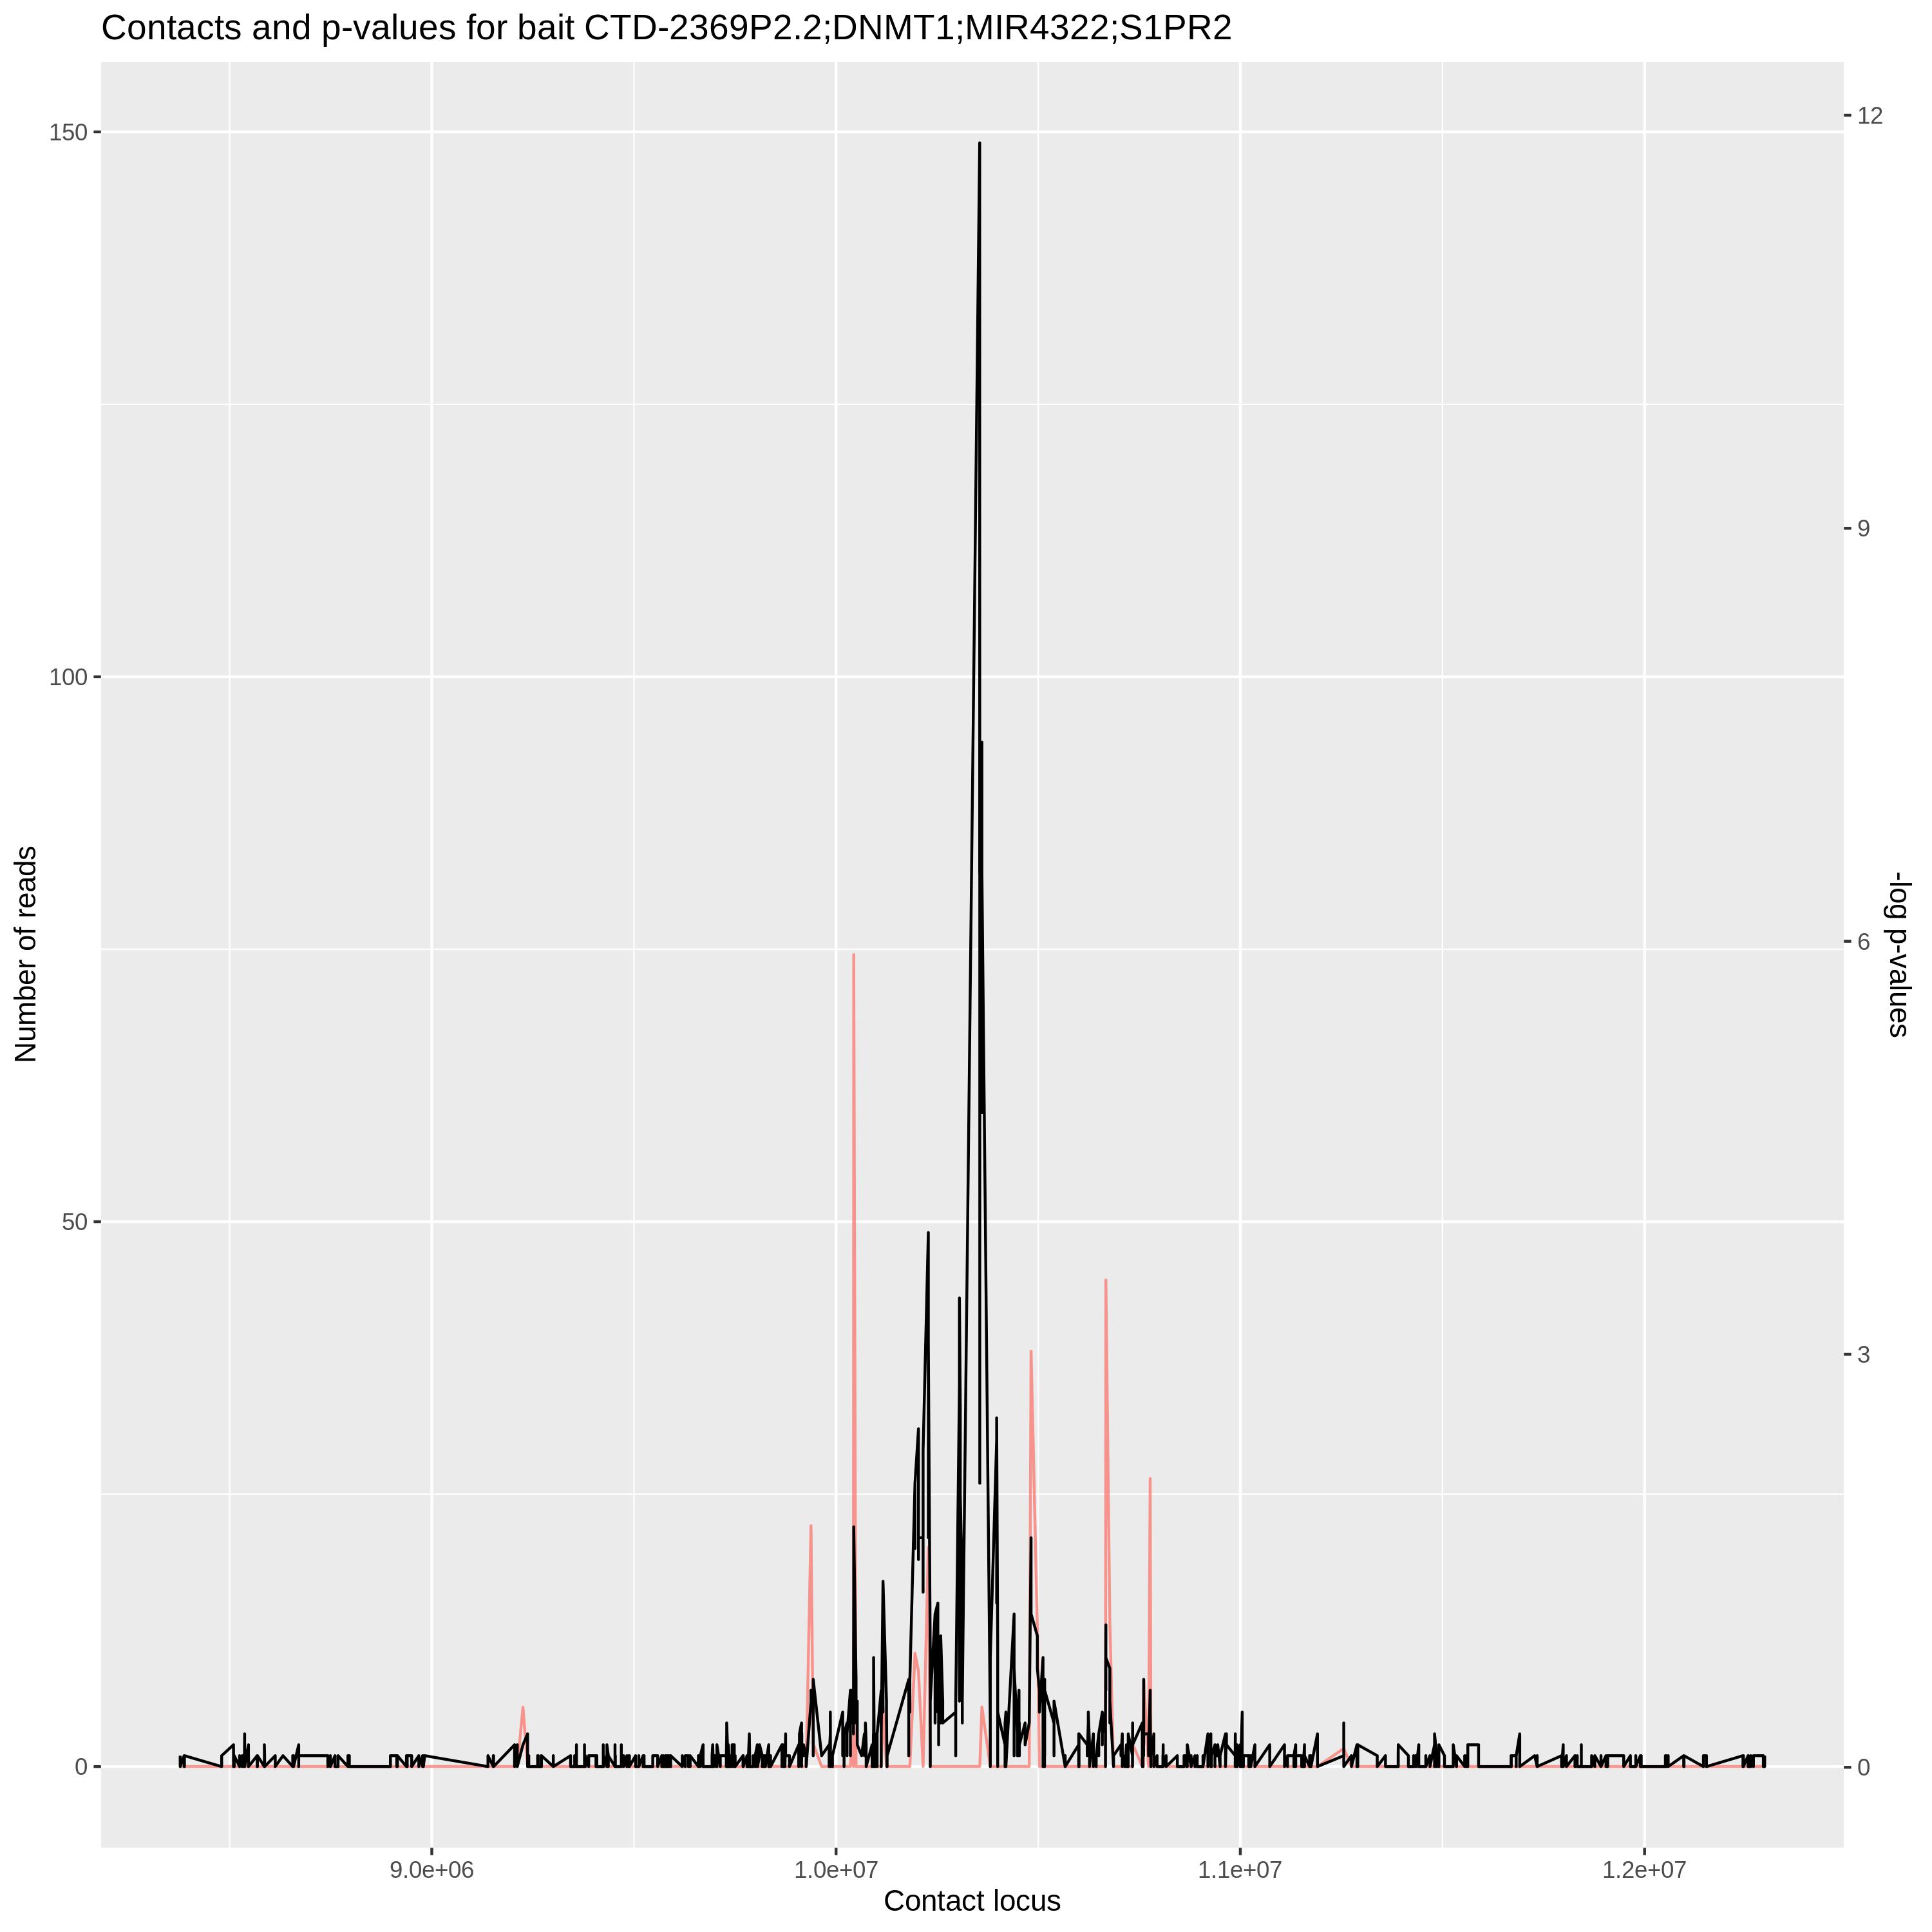 Contacts and p-values for bait CTD-2369P2.2;DNMT1;MIR4322;S1PR2
150
100
50
0
Number of reads
12
9
6
3
0
-log p-values
9.0e+06
1.0e+07
1.1e+07
1.2e+07
Contact locus